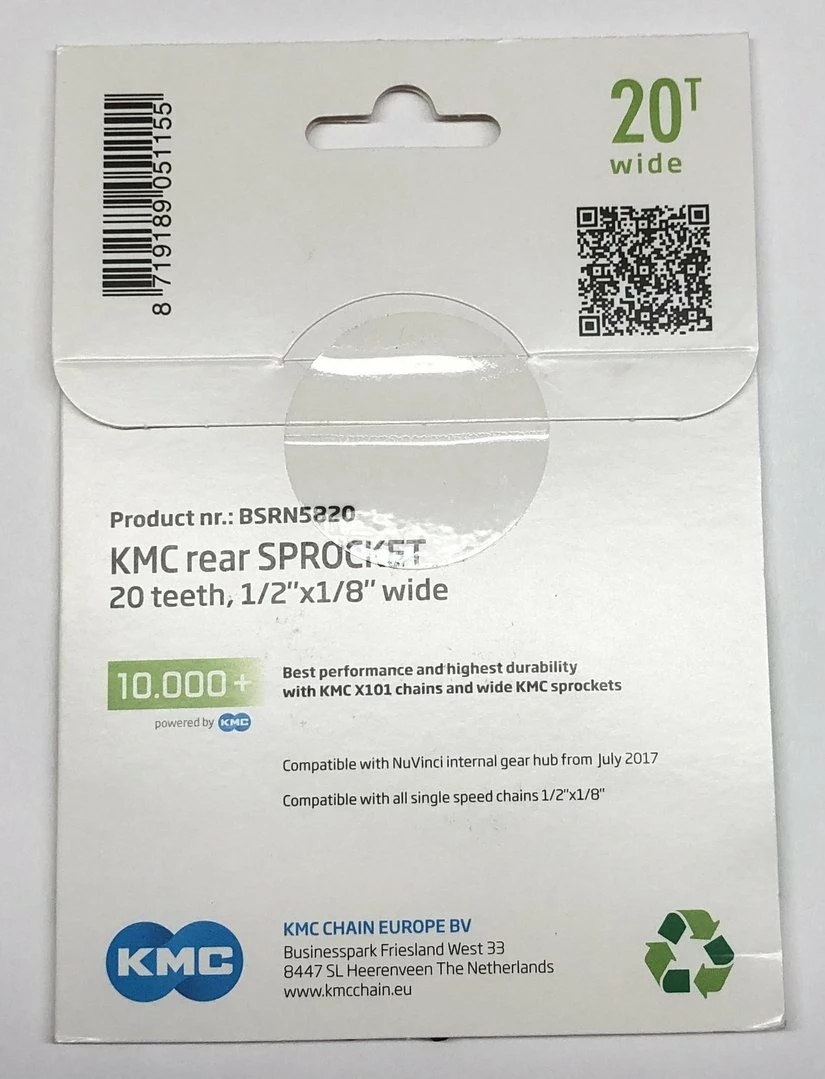 8 719189 051155
20T
wide
Product nr.: BSRN5820
KMC rear SPROCKET
20 teeth, 1/2"x1/8" wide
10.000+
powered by KMC
Best performance and highest durability
with KMC X101 chains and wide KMC sprockets
Compatible with NuVinci internal gear hub from July 2017
Compatible with all single speed chains 1/2"x1/8"
KMC
KMC CHAIN EUROPE BV
Businesspark Friesland West 33
8447 SL Heerenveen The Netherlands
www.kmcchain.eu